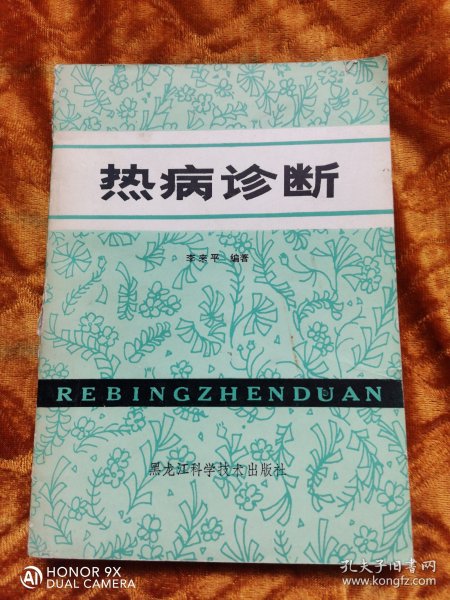 热病诊断
李来平 编著
REBINGZHENDUAN
黑龙江科学技术出版社
HONOR 9X
DUAL CAMERA
孔夫子旧书网
www.kongfz.com